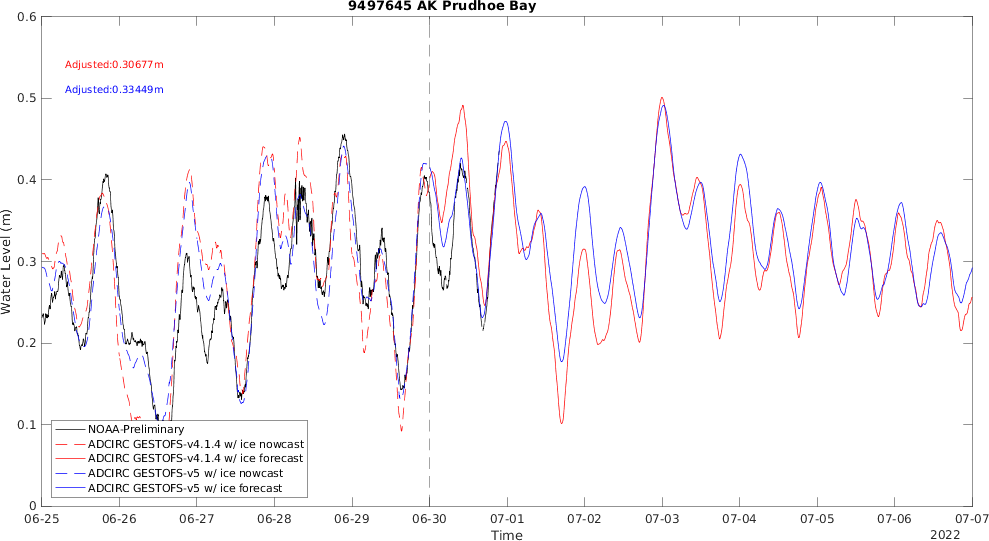 9497645 AK Prudhoe Bay
Adjusted:0.30677m
Adjusted:0.33449m
Water Level (m)
0.6
0.5
0.4
0.3
0.2
0.1
0
NOAA-Preliminary
ADCIRC GESTOFS-v4.1.4 w/ ice nowcast
ADCIRC GESTOFS-v4.1.4 w/ ice forecast
ADCIRC GESTOFS-v5 w/ ice nowcast
ADCIRC GESTOFS-v5 w/ ice forecast
06-25 06-26 06-27 06-28 06-29 06-30 07-01 07-02 07-03 07-04 07-05 07-06 07-07
Time
2022